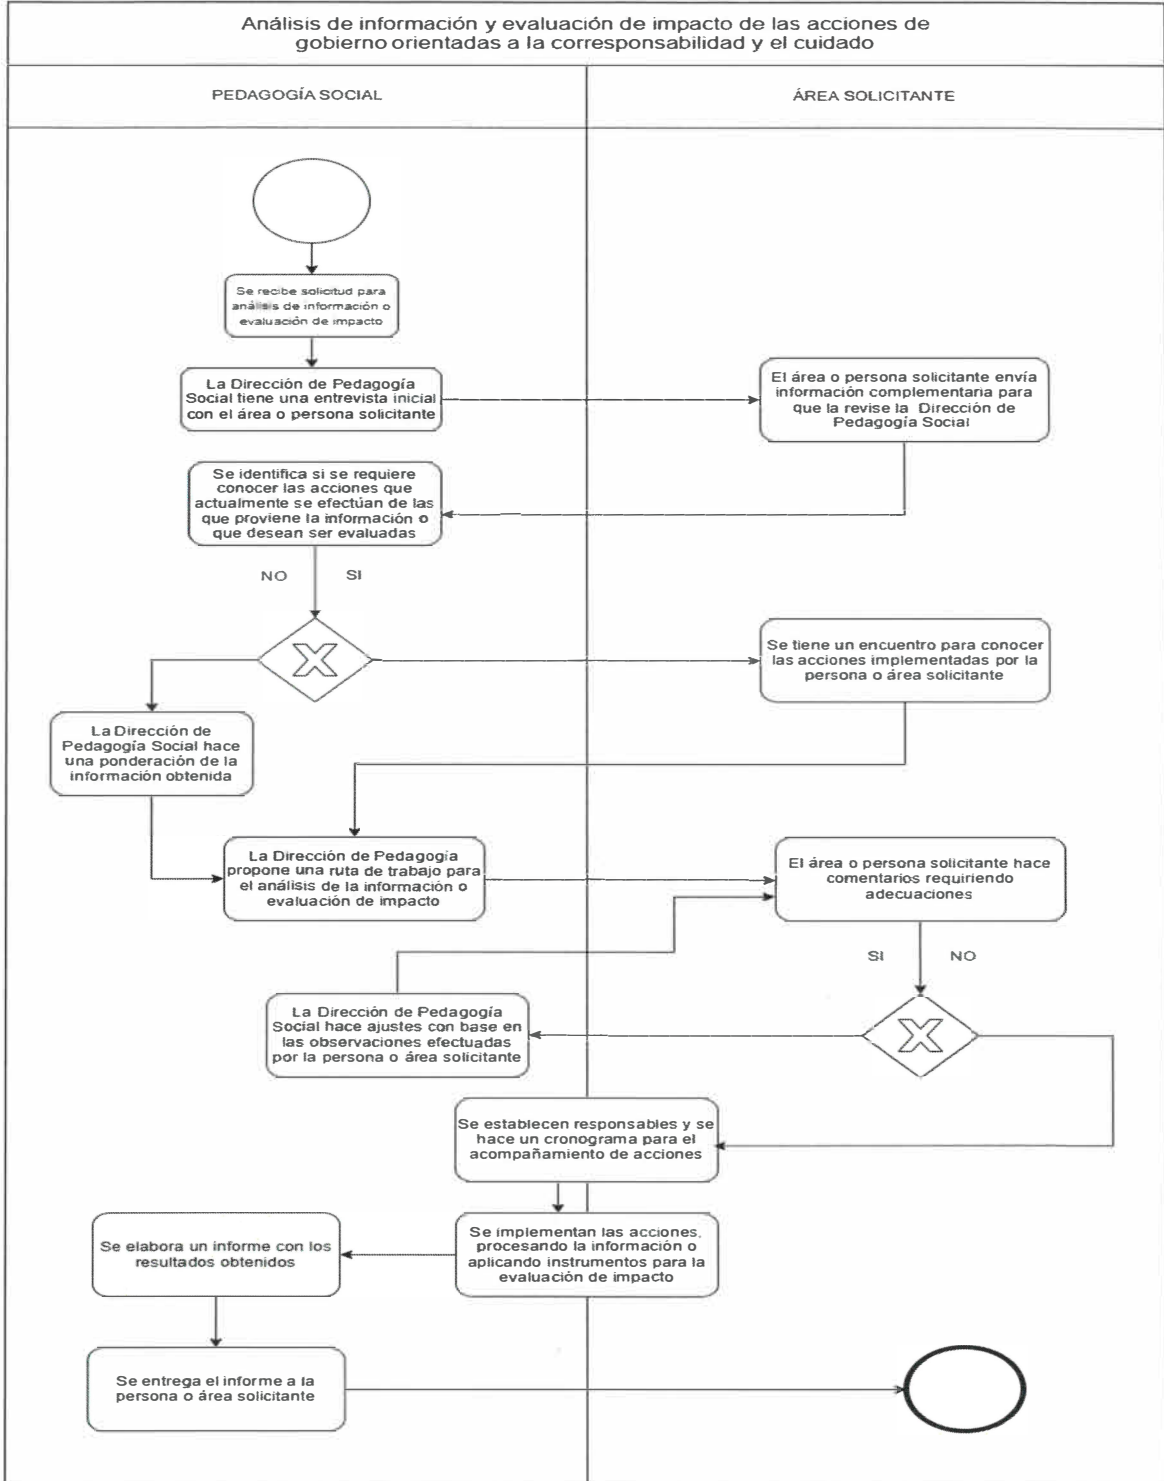 Análisis de información y evaluación de impacto de las acciones de
gobierno orientadas a la corresponsabilidad y el cuidado
PEDAGOGÍA SOCIAL
ÁREA SOLICITANTE
Se recibe solicitud para
análisis de información o
evaluación de impacto
La Dirección de Pedagogía
Social tiene una entrevista inicial
con el área o persona solicitante
El área o persona solicitante envía
información complementaria para
que la revise la Dirección de
Pedagogía Social
Se identifica si se requiere
conocer las acciones que
actualmente se efectúan de las
que proviene la información o
que desean ser evaluadas
NO
SI
X
Se tiene un encuentro para conocer
las acciones implementadas por la
persona o área solicitante
La Dirección de
Pedagogía Social hace
una ponderación de la
información obtenida
La Dirección de Pedagogía
propone una ruta de trabajo para
el análisis de la información o
evaluación de impacto
El área o persona solicitante hace
comentarios requiriendo
adecuaciones
SI
NO
X
La Dirección de Pedagogía
Social hace ajustes con base en
las observaciones efectuadas
por la persona o área solicitante
Se establecen responsables y se
hace un cronograma para el
acompañamiento de acciones
Se implementan las acciones,
procesando la información o
aplicando instrumentos para la
evaluación de impacto
Se elabora un informe con los
resultados obtenidos
Se entrega el informe a la
persona o área solicitante